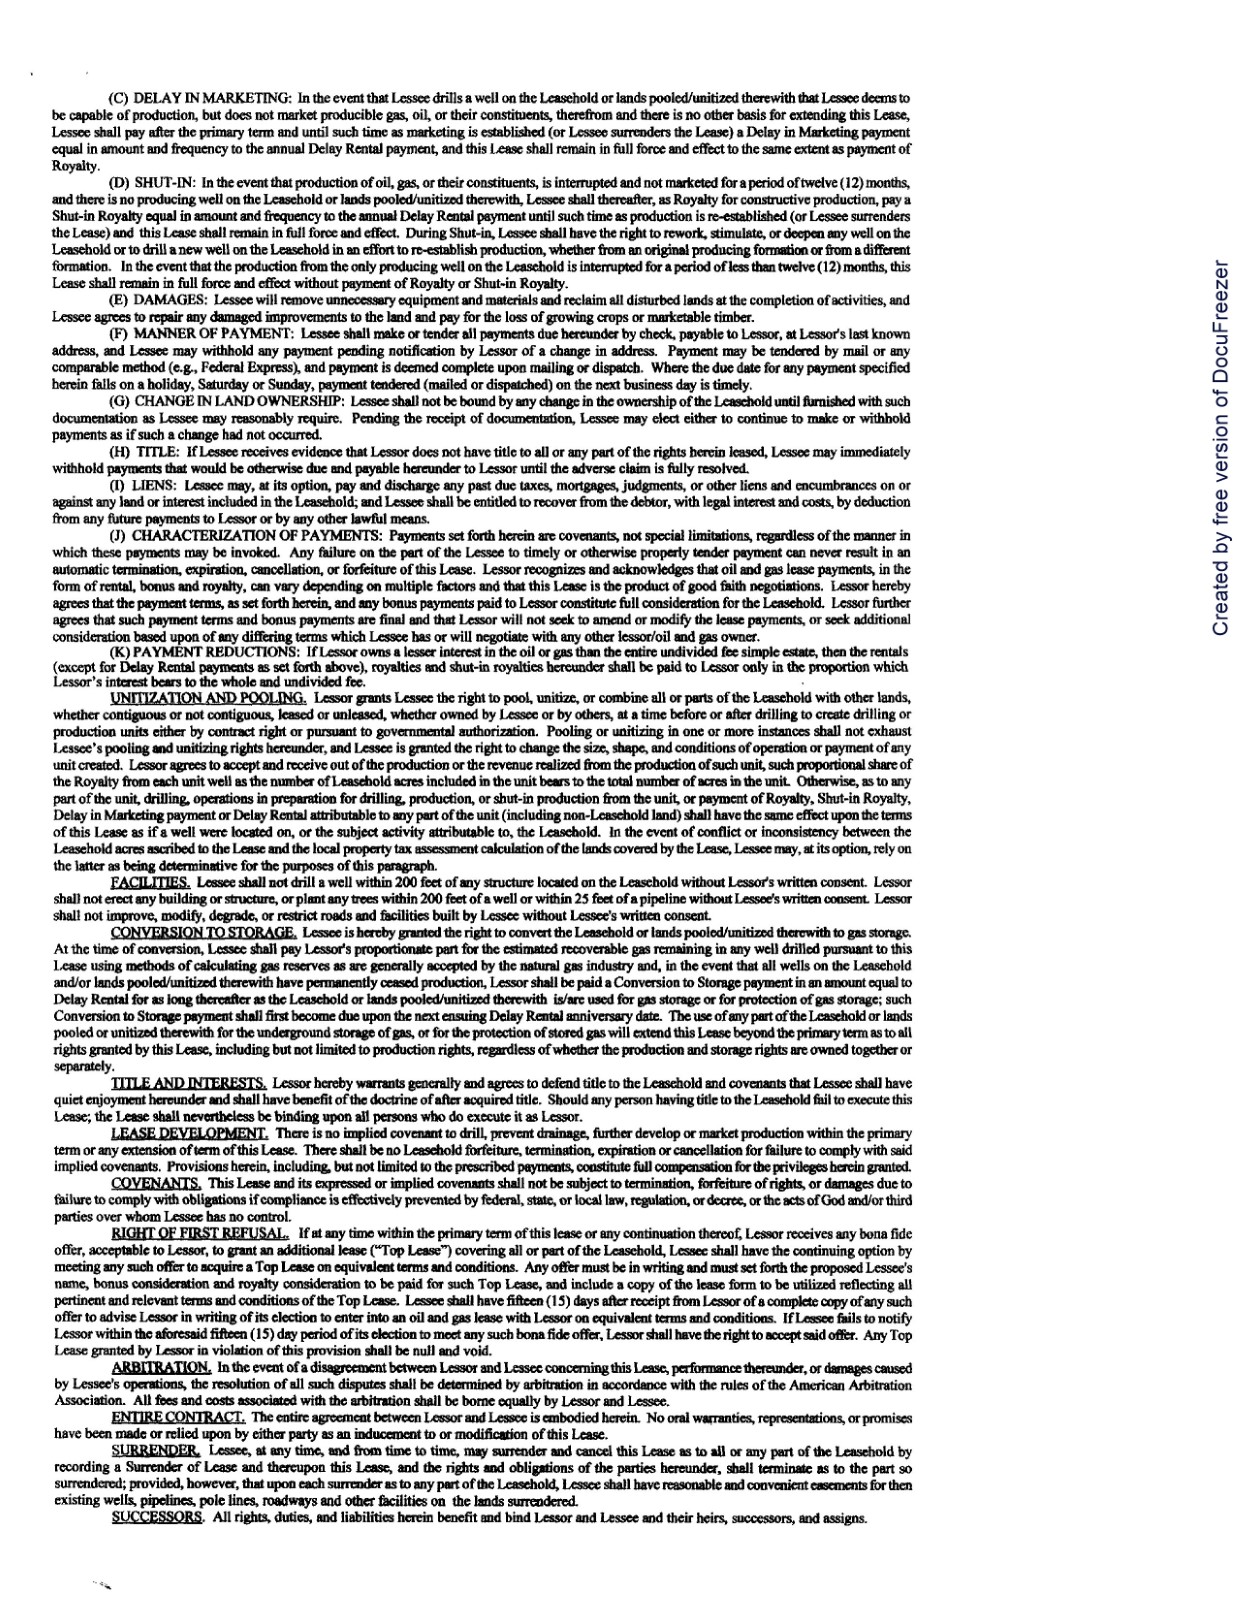 (C) DELAY IN MARKETING: In the event that Lessee drills a well on the Leasehold or lands pooled/unitized therewith that Lessee deems to
be capable of production, but does not market producible gas, oil, or their constituents, therefrom and there is no other basis for extending this Lease,
Lessee shall pay after the primary term and until such time as marketing is established (or Lessee surrenders the Lease) a Delay in Marketing payment
equal in amount and frequency to the annual Delay Rental payment, and this Lease shall remain in full force and effect to the same extent as payment of
Royalty.
(D) SHUT-IN: In the event that production of oil, gas, or their constituents, is interrupted and not marketed for a period of twelve (12) months,
and there is no producing well on the Leasehold or lands pooled/unitized therewith, Lessee shall thereafter, as Royalty for constructive production, pay a
Shut-in Royalty equal in amount and frequency to the annual Delay Rental payment until such time as production is re-established (or Lessee surrenders
the Lease) and this Lease shall remain in full force and effect. During Shut-in, Lessee shall have the right to rework, stimulate, or deepen any well on the
Leasehold or to drill a new well on the Leasehold in an effort to re-establish production, whether from an original producing formation or from a different
formation. In the event that the production from the only producing well on the Leasehold is interrupted for a period of less than twelve (12) months, this
Lease shall remain in full force and effect without payment of Royalty or Shut-in Royalty.
(E) DAMAGES: Lessee will remove unnecessary equipment and materials and reclaim all disturbed lands at the completion of activities, and
Lessee agrees to repair any damaged improvements to the land and pay for the loss of growing crops or marketable timber.
(F) MANNER OF PAYMENT: Lessee shall make or tender all payments due hereunder by check, payable to Lessor, at Lessor's last known
address, and Lessee may withhold any payment pending notification by Lessor of a change in address. Payment may be tendered by mail or any
comparable method (e.g., Federal Express), and payment is deemed complete upon mailing or dispatch. Where the due date for any payment specified
herein falls on a holiday, Saturday or Sunday, payment tendered (mailed or dispatched) on the next business day is timely.
(G) CHANGE IN LAND OWNERSHIP: Lessee shall not be bound by any change in the ownership of the Leasehold until furnished with such
documentation as Lessee may reasonably require. Pending the receipt of documentation, Lessee may elect either to continue to make or withhold
payments as if such a change had not occurred.
(H) TITLE: If Lessee receives evidence that Lessor does not have title to all or any part of the rights herein leased, Lessee may immediately
withhold payments that would be otherwise due and payable hereunder to Lessor until the adverse claim is fully resolved.
(I) LIENS: Lessee may, at its option, pay and discharge any past due taxes, mortgages, judgments, or other liens and encumbrances on or
against any land or interest included in the Leasehold; and Lessee shall be entitled to recover from the debtor, with legal interest and costs, by deduction
from any future payments to Lessor or by any other lawful means.
(J) CHARACTERIZATION OF PAYMENTS: Payments set forth herein are covenants, not special limitations, regardless of the manner in
which these payments may be invoked. Any failure on the part of the Lessee to timely or otherwise properly tender payment can never result in an
automatic termination, expiration, cancellation, or forfeiture of this Lease. Lessor recognizes and acknowledges that oil and gas lease payments, in the
form of rental, bonus and royalty, can vary depending on multiple factors and that this Lease is the product of good faith negotiations. Lessor hereby
agrees that the payment terms, as set forth herein, and any bonus payments paid to Lessor constitute full consideration for the Leasehold. Lessor further
agrees that such payment terms and bonus payments are final and that Lessor will not seek to amend or modify the lease payments, or seek additional
consideration based upon of any differing terms which Lessee has or will negotiate with any other lessor/oil and gas owner.
(K) PAYMENT REDUCTIONS: If Lessor owns a lesser interest in the oil or gas than the entire undivided fee simple estate, then the rentals
(except for Delay Rental payments as set forth above), royalties and shut-in royalties hereunder shall be paid to Lessor only in the proportion which
Lessor's interest bears to the whole and undivided fee.
UNITIZATION AND POOLING. Lessor grants Lessee the right to pool, unitize, or combine all or parts of the Leasehold with other lands,
whether contiguous or not contiguous, leased or unleased, whether owned by Lessee or by others, at a time before or after drilling to create drilling or
production units either by contract right or pursuant to governmental authorization. Pooling or unitizing in one or more instances shall not exhaust
Lessee's pooling and unitizing rights hereunder, and Lessee is granted the right to change the size, shape, and conditions of operation or payment of any
unit created. Lessor agrees to accept and receive out of the production or the revenue realized from the production of such unit, such proportional share of
the Royalty from each unit well as the number of Leasehold acres included in the unit bears to the total number of acres in the unit. Otherwise, as to any
part of the unit, drilling, operations in preparation for drilling, production, or shut-in production from the unit, or payment of Royalty, Shut-in Royalty,
Delay in Marketing payment or Delay Rental attributable to any part of the unit (including non-Leasehold land) shall have the same effect upon the terms
of this Lease as if a well were located on, or the subject activity attributable to, the Leasehold. In the event of conflict or inconsistency between the
Leasehold acres ascribed to the Lease and the local property tax assessment calculation of the lands covered by the Lease, Lessee may, at its option, rely on
the latter as being determinative for the purposes of this paragraph.
FACILITIES. Lessee shall not drill a well within 200 feet of any structure located on the Leasehold without Lessor's written consent. Lessor
shall not erect any building or structure, or plant any trees within 200 feet of a well or within 25 feet of a pipeline without Lessee's written consent. Lessor
shall not improve, modify, degrade, or restrict roads and facilities built by Lessee without Lessee's written consent.
CONVERSION TO STORAGE. Lessee is hereby granted the right to convert the Leasehold or lands pooled/unitized therewith to gas storage.
At the time of conversion, Lessee shall pay Lessor's proportionate part for the estimated recoverable gas remaining in any well drilled pursuant to this
Lease using methods of calculating gas reserves as are generally accepted by the natural gas industry and, in the event that all wells on the Leasehold
and/or lands pooled/unitized therewith have permanently ceased production, Lessor shall be paid a Conversion to Storage payment in an amount equal to
Delay Rental for as long thereafter as the Leasehold or lands pooled/unitized therewith is/are used for gas storage or for protection of gas storage; such
Conversion to Storage payment shall first become due upon the next ensuing Delay Rental anniversary date. The use of any part of the Leasehold or lands
pooled or unitized therewith for the underground storage of gas, or for the protection of stored gas will extend this Lease beyond the primary term as to all
rights granted by this Lease, including but not limited to production rights, regardless of whether the production and storage rights are owned together or
separately.
TITLE AND INTERESTS. Lessor hereby warrants generally and agrees to defend title to the Leasehold and covenants that Lessee shall have
quiet enjoyment hereunder and shall have benefit of the doctrine of after acquired title. Should any person having title to the Leasehold fail to execute this
Lease; the Lease shall nevertheless be binding upon all persons who do execute it as Lessor.
LEASE DEVELOPMENT. There is no implied covenant to drill, prevent drainage, further develop or market production within the primary
term or any extension of term of this Lease. There shall be no Leasehold forfeiture, termination, expiration or cancellation for failure to comply with said
implied covenants. Provisions herein, including, but not limited to the prescribed payments, constitute full compensation for the privileges herein granted.
COVENANTS. This Lease and its expressed or implied covenants shall not be subject to termination, forfeiture of rights, or damages due to
failure to comply with obligations if compliance is effectively prevented by federal, state, or local law, regulation, or decree, or the acts of God and/or third
parties over whom Lessee has no control.
RIGHT OF FIRST REFUSAL. If at any time within the primary term of this lease or any continuation thereof, Lessor receives any bona fide
offer, acceptable to Lessor, to grant an additional lease ("Top Lease") covering all or part of the Leasehold, Lessee shall have the continuing option by
meeting any such offer to acquire a Top Lease on equivalent terms and conditions. Any offer must be in writing and must set forth the proposed Lessee's
name, bonus consideration and royalty consideration to be paid for such Top Lease, and include a copy of the lease form to be utilized reflecting all
pertinent and relevant terms and conditions of the Top Lease. Lessee shall have fifteen (15) days after receipt from Lessor of a complete copy of any such
offer to advise Lessor in writing of its election to enter into an oil and gas lease with Lessor on equivalent terms and conditions. If Lessee fails to notify
Lessor within the aforesaid fifteen (15) day period of its election to meet any such bona fide offer, Lessor shall have the right to accept said offer. Any Top
Lease granted by Lessor in violation of this provision shall be null and void.
ARBITRATION. In the event of a disagreement between Lessor and Lessee concerning this Lease, performance thereunder, or damages caused
by Lessee's operations, the resolution of all such disputes shall be determined by arbitration in accordance with the rules of the American Arbitration
Association. All fees and costs associated with the arbitration shall be borne equally by Lessor and Lessee.
ENTIRE CONTRACT. The entire agreement between Lessor and Lessee is embodied herein. No oral warranties, representations, or promises
have been made or relied upon by either party as an inducement to or modification of this Lease.
SURRENDER. Lessee, at any time, and from time to time, may surrender and cancel this Lease as to all or any part of the Leasehold by
recording a Surrender of Lease and thereupon this Lease, and the rights and obligations of the parties hereunder, shall terminate as to the part so
surrendered; provided, however, that upon each surrender as to any part of the Leasehold, Lessee shall have reasonable and convenient easements for then
existing wells, pipelines, pole lines, roadways and other facilities on the lands surrendered.
SUCCESSORS. All rights, duties, and liabilities herein benefit and bind Lessor and Lessee and their heirs, successors, and assigns.
Created by free version of DocuFreezer